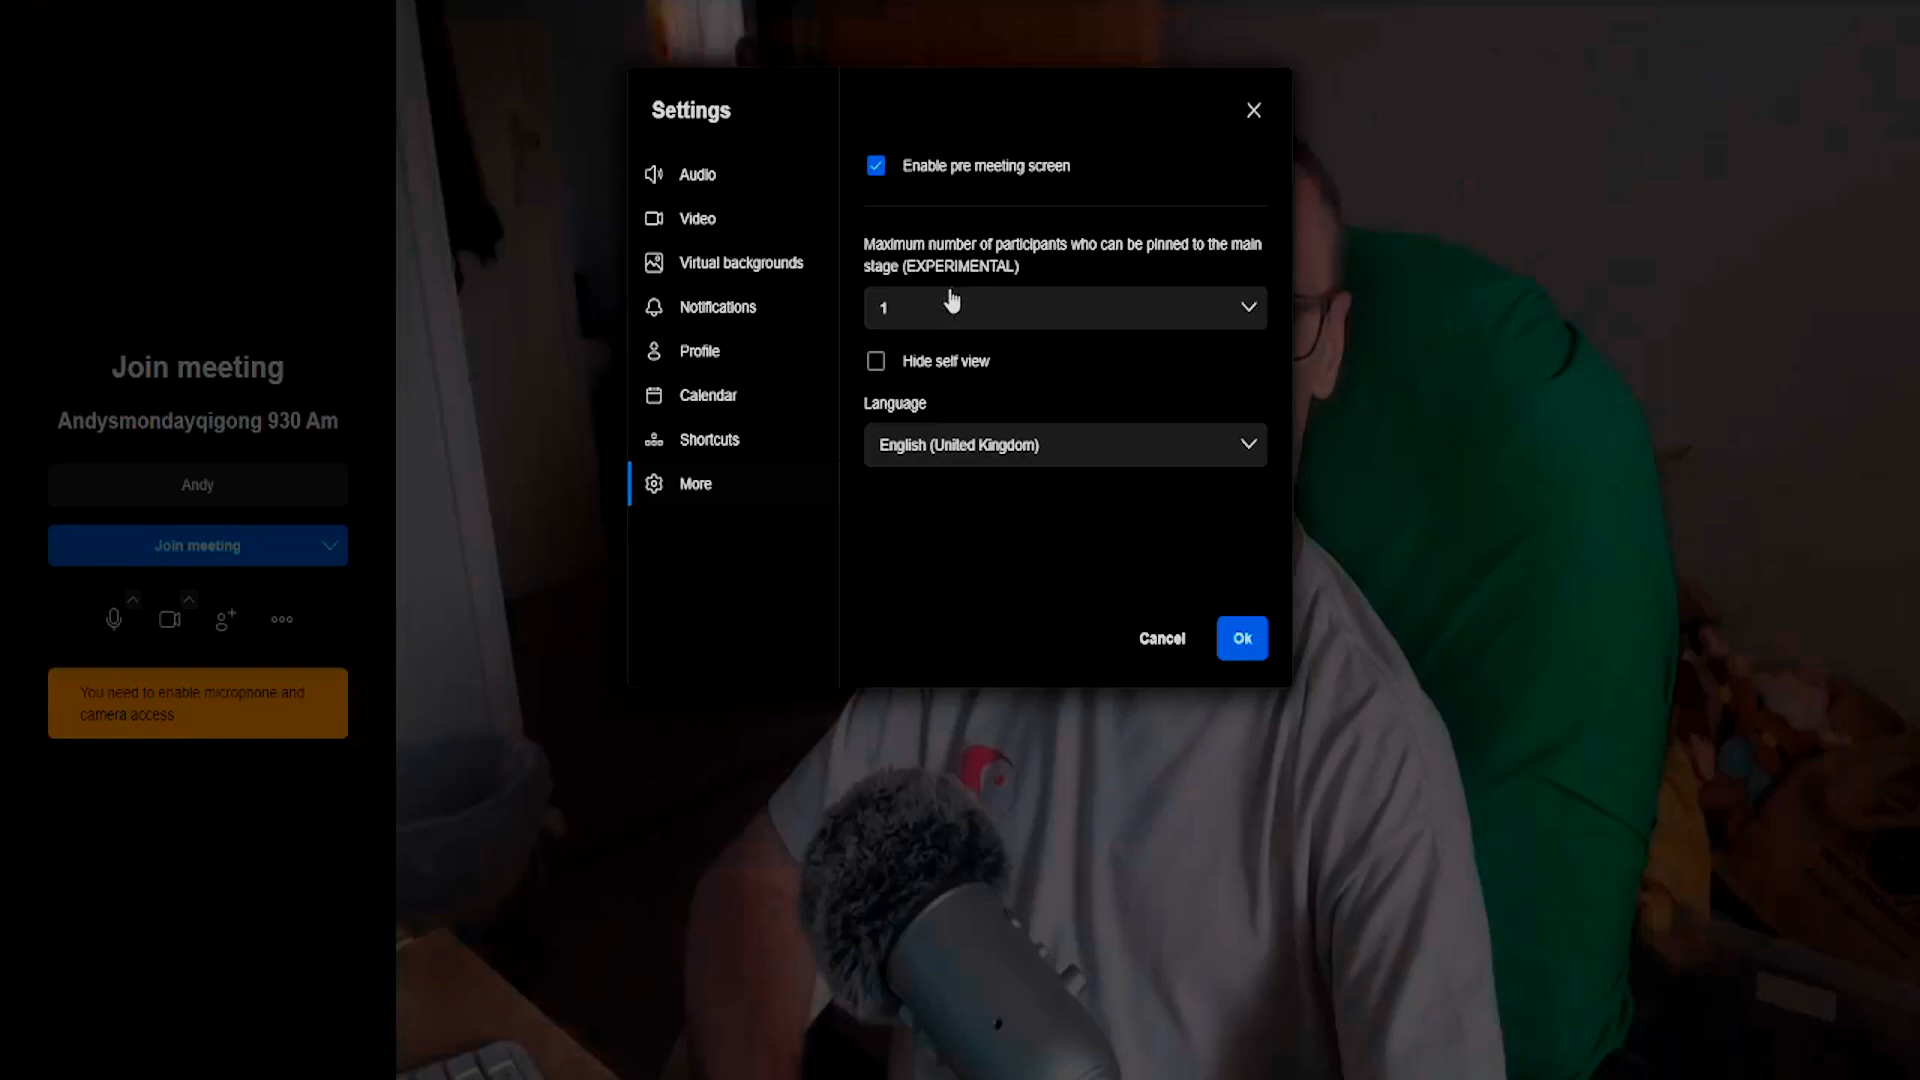 Join meeting
Andysmondayqigong 930 Am
Andy
Join meeting
You need to enable microphone and
camera access
Settings
Audio
Video
Virtual backgrounds
Notifications
Profile
Calendar
Shortcuts
More
Enable pre meeting screen
Maximum number of participants who can be pinned to the main
stage (EXPERIMENTAL)
1
Hide self view
Language
English (United Kingdom)
Cancel
Ok